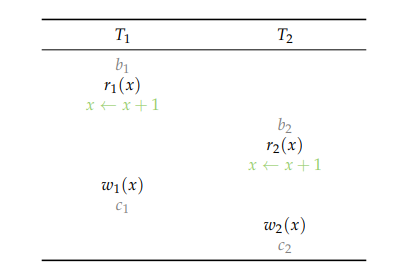 T₁ T₂
b₁
r₁(x)
x ← x + 1
b₂
r₂(x)
x ← x + 1
w₁(x)
c₁
w₂(x)
c₂